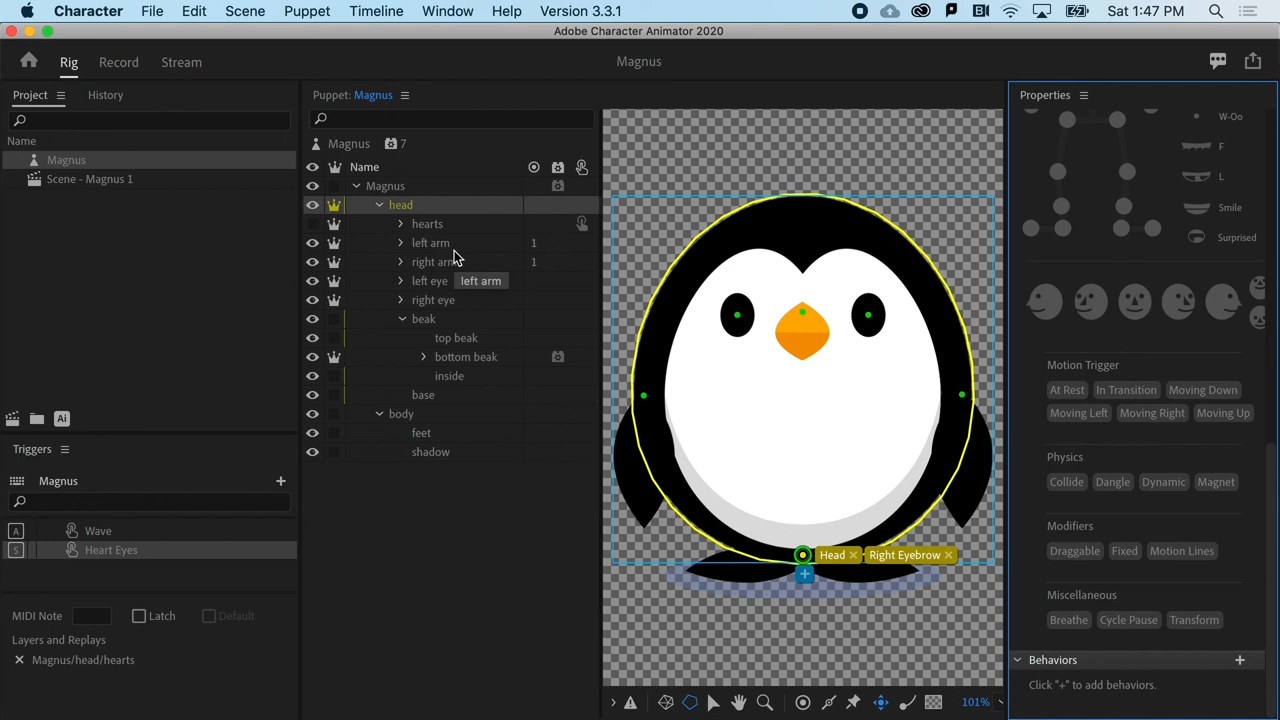 Character File Edit Scene Puppet Timeline Window Help Version 3.3.1 Sat 1:47 PM
Adobe Character Animator 2020
Rig Record Stream Magnus
Project History
Name
Magnus
Scene - Magnus 1
Ai
Triggers
Magnus
A Wave
S Heart Eyes
MIDI Note Latch Default
Layers and Replays
Magnus/head/hearts
Puppet: Magnus
Magnus 7
Name
Magnus
head
hearts
left arm 1
right arm 1
left eye
left arm
right eye
beak
top beak
bottom beak
inside
base
body
feet
shadow
Head Right Eyebrow
101%
Properties
W-Oo
F
L
Smile
Surprised
Motion Trigger
At Rest In Transition Moving Down
Moving Left Moving Right Moving Up
Physics
Collide Dangle Dynamic Magnet
Modifiers
Draggable Fixed Motion Lines
Miscellaneous
Breathe Cycle Pause Transform
Behaviors
Click "+" to add behaviors.